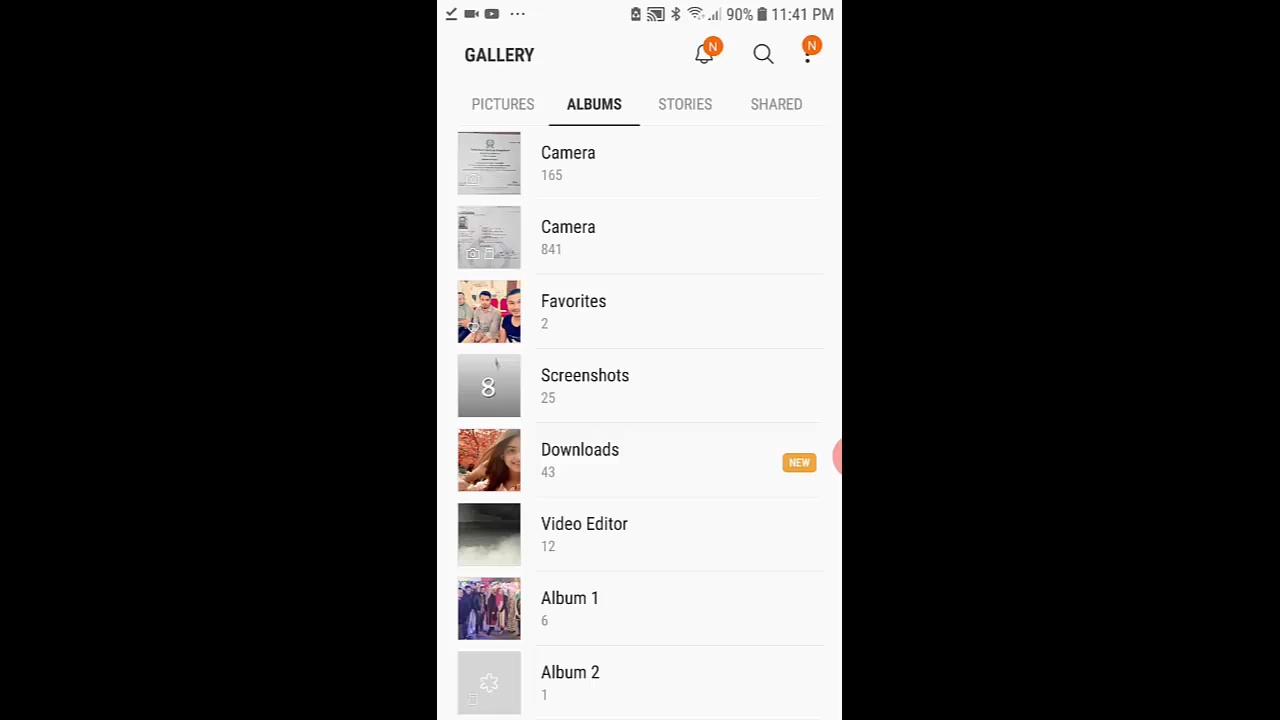 90% 11:41 PM
GALLERY
N
N
PICTURES ALBUMS STORIES SHARED
Camera
165
Camera
841
Favorites
2
Screenshots
25
8
Downloads
43
NEW
Video Editor
12
Album 1
6
Album 2
1